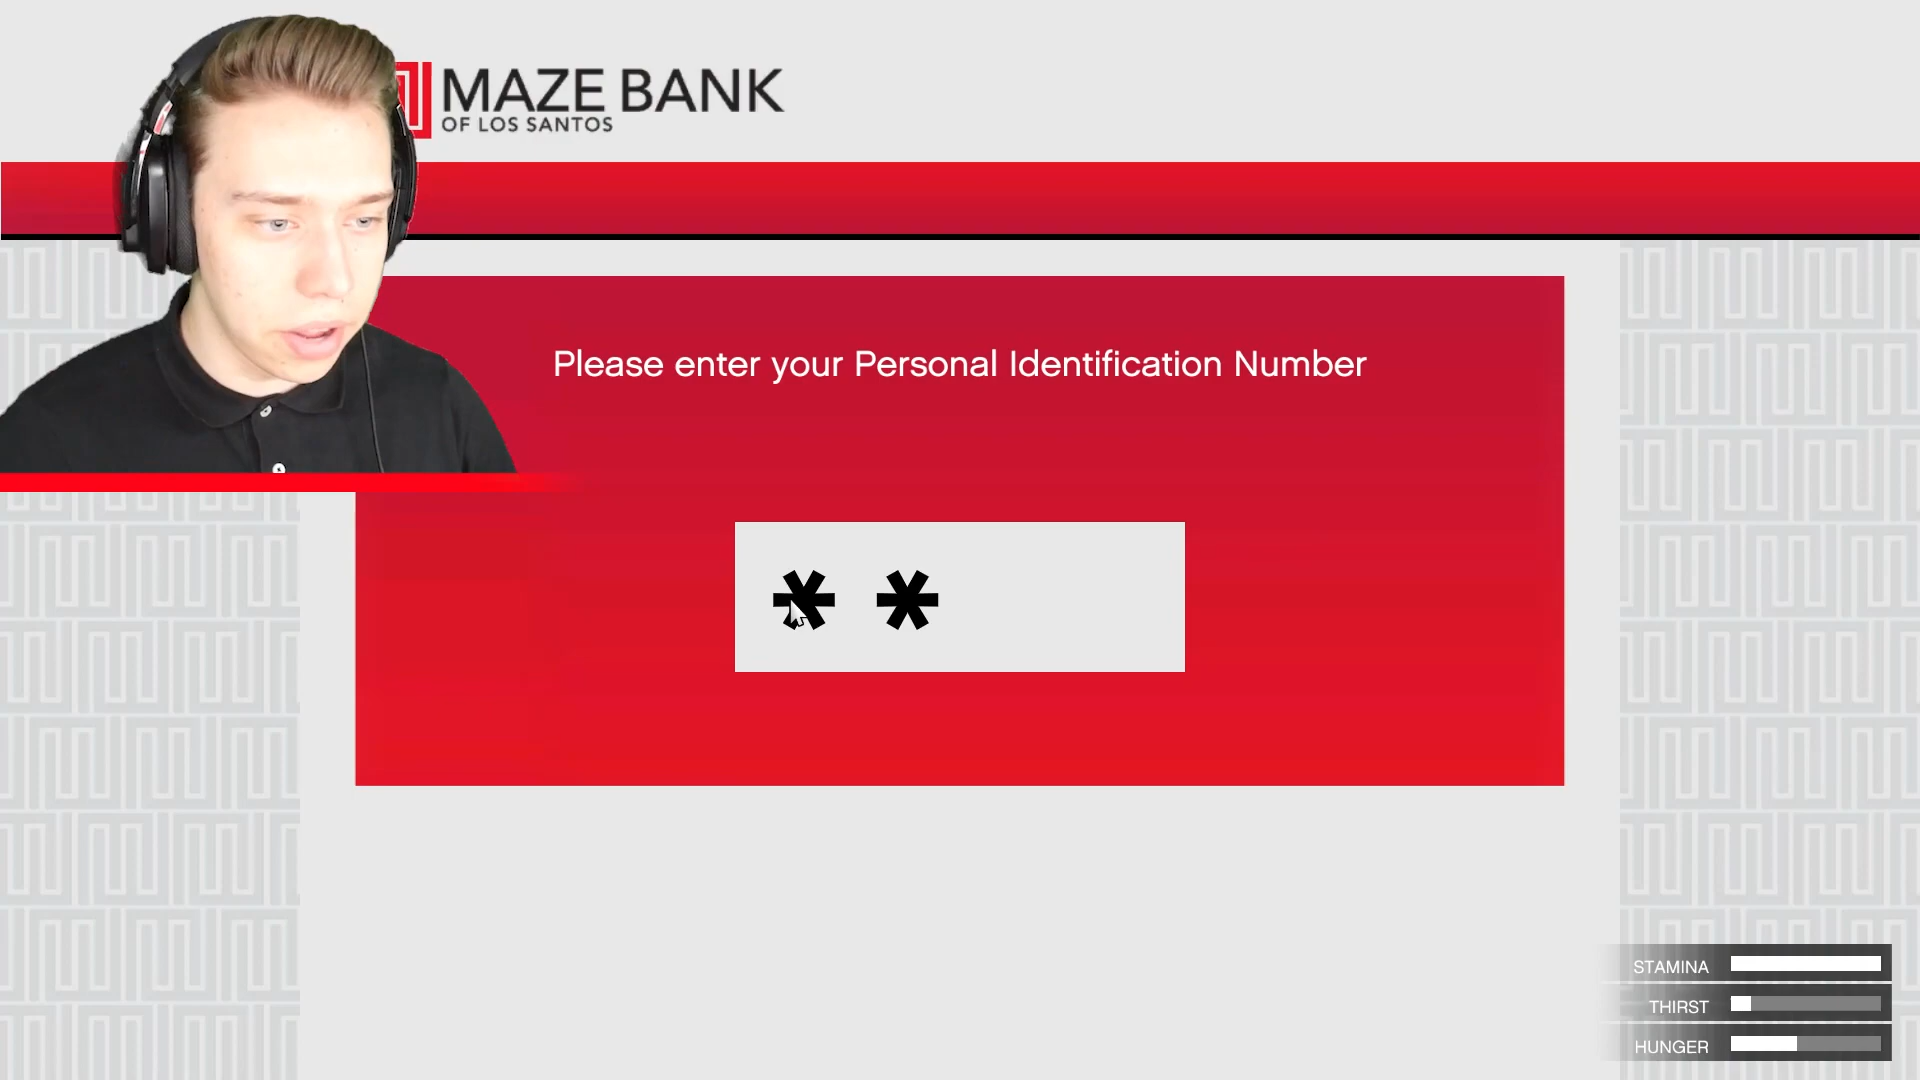 MAZE BANK
OF LOS SANTOS
Please enter your Personal Identification Number
* *
STAMINA
THIRST
HUNGER